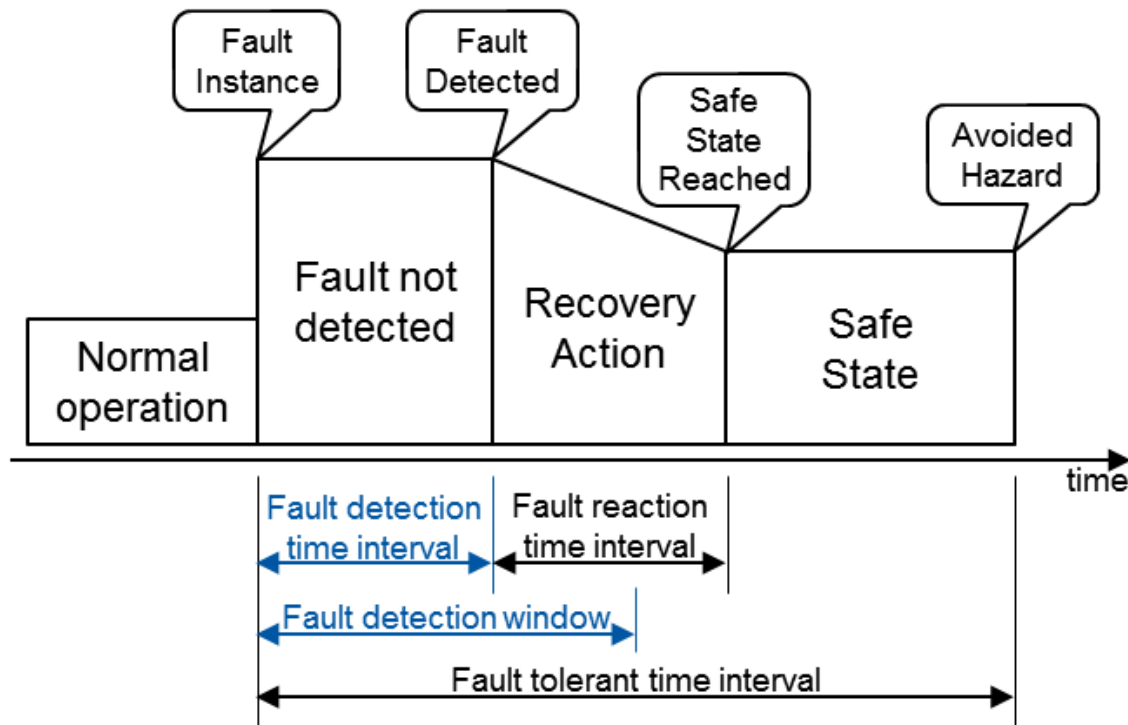 Fault
Instance
Fault
Detected
Safe
State
Reached
Avoided
Hazard
Normal
operation
Fault not
detected
Recovery
Action
Safe
State
time
Fault detection
time interval
Fault reaction
time interval
Fault detection window
Fault tolerant time interval